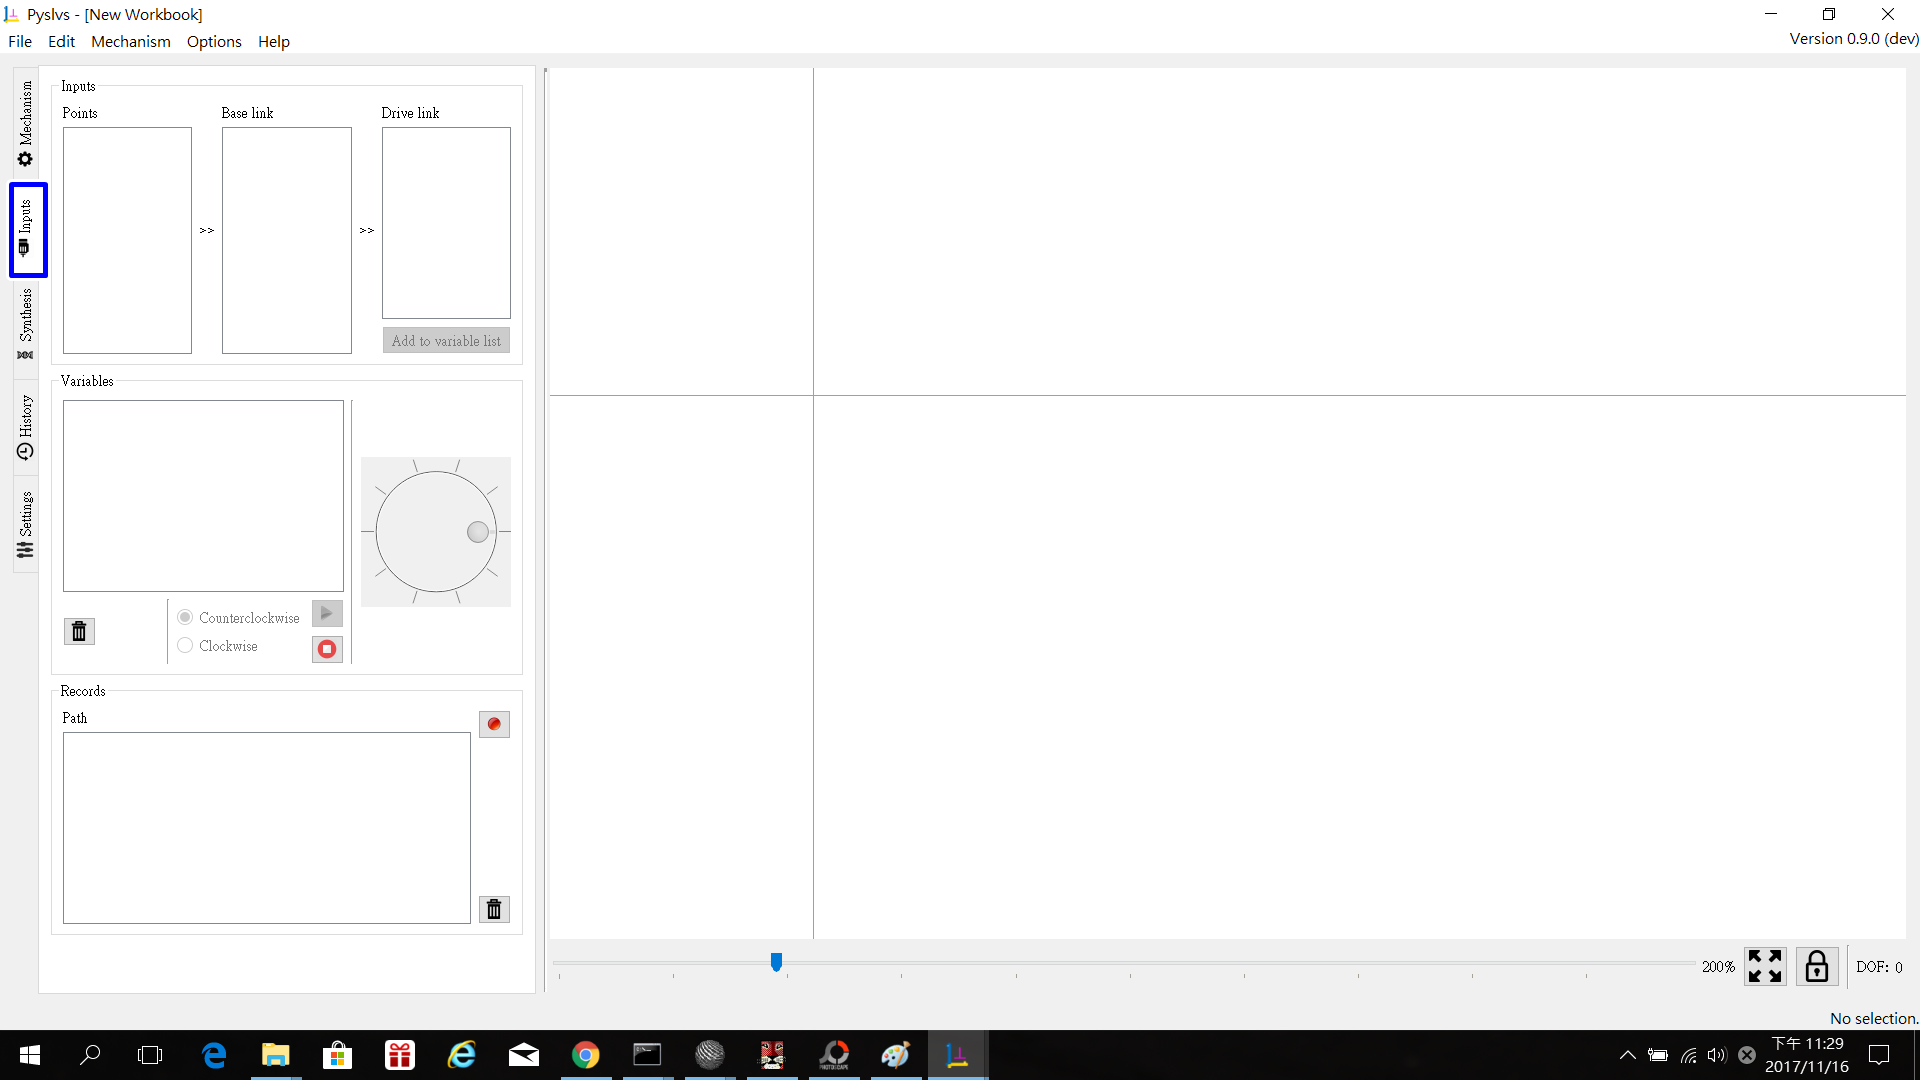 Pyslvs - [New Workbook]
File Edit Mechanism Options Help
Version 0.9.0 (dev)
Mechanism
Inputs
Synthesis
History
Settings
Inputs
Points
Base link
Drive link
>>
>>
Add to variable list
Variables
Counterclockwise
Clockwise
Records
Path
200%
DOF: 0
No selection.
PHOTOSCAPE
下午 11:29
2017/11/16